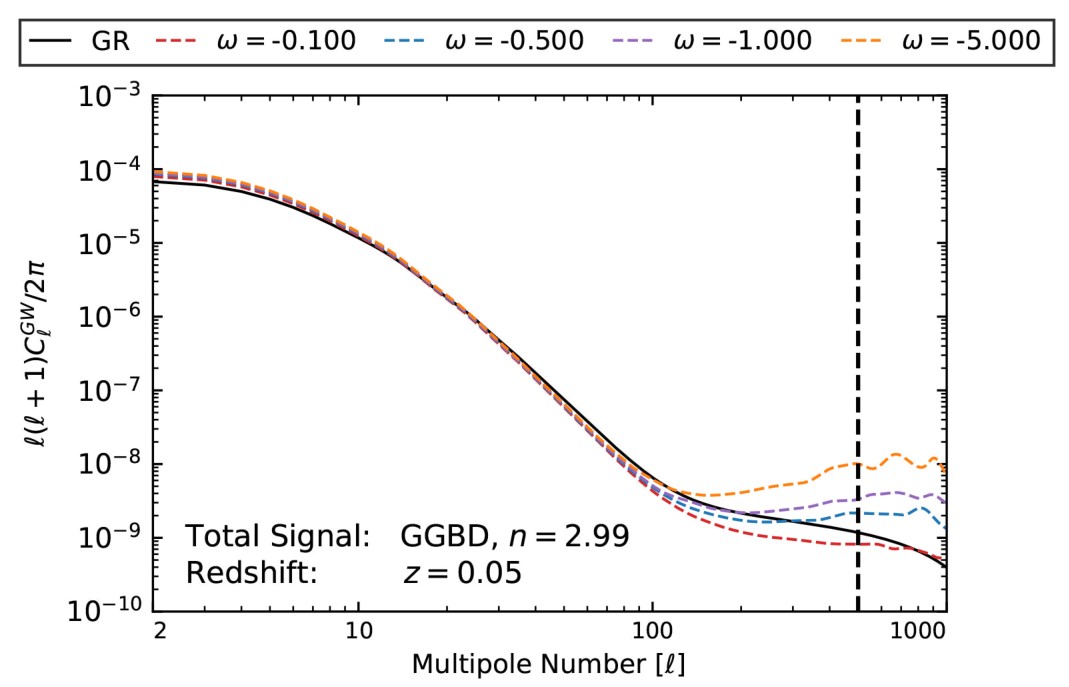 GR ω = -0.100 ω = -0.500 ω = -1.000 ω = -5.000
10⁻³
10⁻⁴
10⁻⁵
10⁻⁶
10⁻⁷
10⁻⁸
10⁻⁹
10⁻¹⁰
ℓ(ℓ + 1)C_ℓ^{GW}/2π
Total Signal: GGBD, n = 2.99
Redshift: z = 0.05
2 10 100 1000
Multipole Number [ℓ]